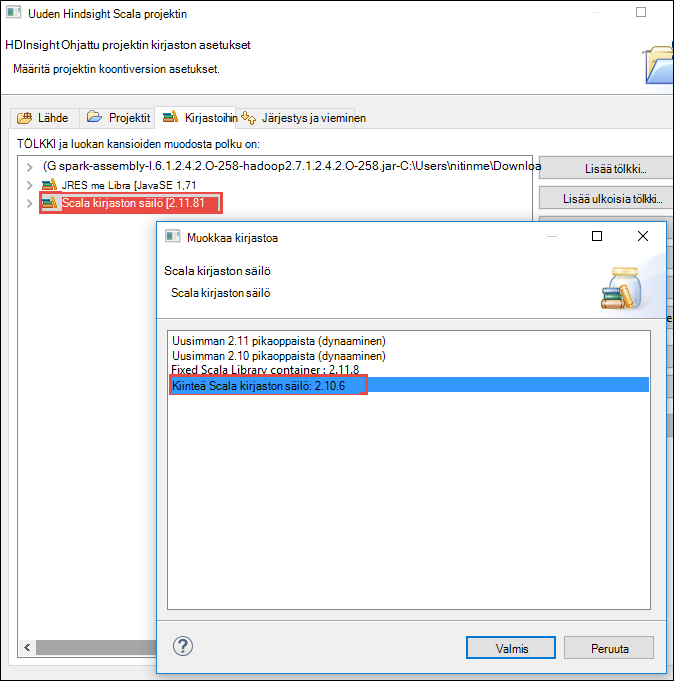 Uuden Hindsight Scala projektin
HDInsight Ohjattu projektin kirjaston asetukset
Määritä projektin koontiversion asetukset.
Lähde Projektit Kirjastoihin Järjestys ja vieminen
TÖLKKI ja luokan kansioiden muodosta polku on:
(G spark-assembly-l.6.1.2.4.2.O-258-hadoop2.7.1.2.4.2.O-258.jar-C:\Users\nitinme\Downloa
JRES me Libra [JavaSE 1,71
Scala kirjaston säilö [2.11.81 ]
Lisää tölkki...
Lisää ulkoisia tölkki...
Muokkaa kirjastoa
Scala kirjaston säilö
Scala kirjaston säilö
Uusimman 2.11 pikaoppaista (dynaaminen)
Uusimman 2.10 pikaoppaista (dynaaminen)
Fixed Scala Library container : 2.11.8
Kiinteä Scala kirjaston säilö: 2.10.6
Valmis Peruuta